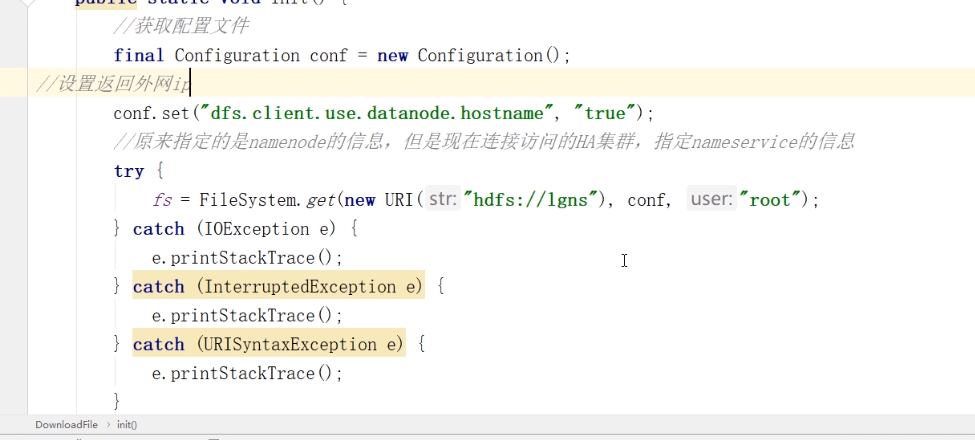 public static void init() {
//获取配置文件
final Configuration conf = new Configuration();
//设置返回外网ip
conf.set("dfs.client.use.datanode.hostname", "true");
//原来指定的是namenode的信息，但是现在连接访问的HA集群，指定nameservice的信息
try {
fs = FileSystem.get(new URI( str: "hdfs://lgns"), conf, user: "root");
} catch (IOException e) {
e.printStackTrace();
} catch (InterruptedException e) {
e.printStackTrace();
} catch (URISyntaxException e) {
e.printStackTrace();
}
DownloadFile > init()